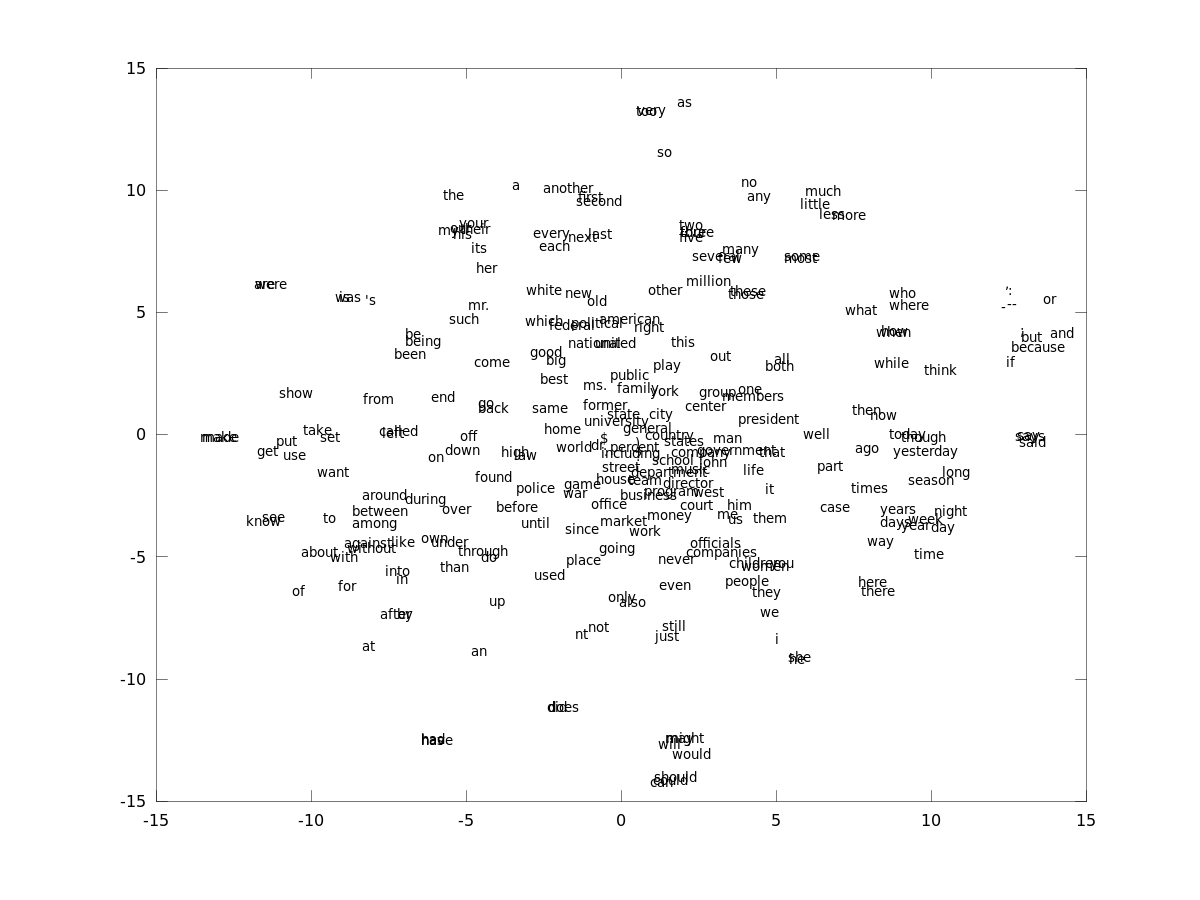 15
as
very
too
so
no
a
another
any
much
the
first
second
little
less
more
your
two
my
our
their
his
every
next
last
three
five
each
many
its
several
few
some
most
her
million
are
were
white
new
other
these
those
who
,
:
was
is
's
old
where
--
-
or
mr.
what
10
such
which
federal
political
american
right
when
how
;
but
and
be
being
national
united
this
because
been
good
big
out
all
both
come
play
while
if
best
public
think
5
ms.
family
york
group
one
members
show
from
end
go
back
same
former
center
state
city
then
now
university
president
take
called
left
home
general
country
off
set
make
made
$
)
states
man
well
today
though
say
says
said
0
put
get
use
down
on
high
law
world
dr.
percent
including
company
government
that
ago
yesterday
street
school
john
want
found
department
music
life
part
long
house
team
director
season
police
game
war
business
program
west
it
times
around
between
during
over
before
office
court
him
case
years
night
know
see
to
among
until
since
market
money
me
us
them
days
week
year
day
work
own
against
without
like
under
way
about
with
through
do
going
officials
companies
time
-5
than
place
never
children
you
women
into
in
used
even
people
here
there
of
for
up
only
also
they
after
by
we
nt
not
still
just
i
at
an
she
he
-10
did
does
had
have
will
may
might
would
should
could
can
-15
-15
-10
-5
0
5
10
15